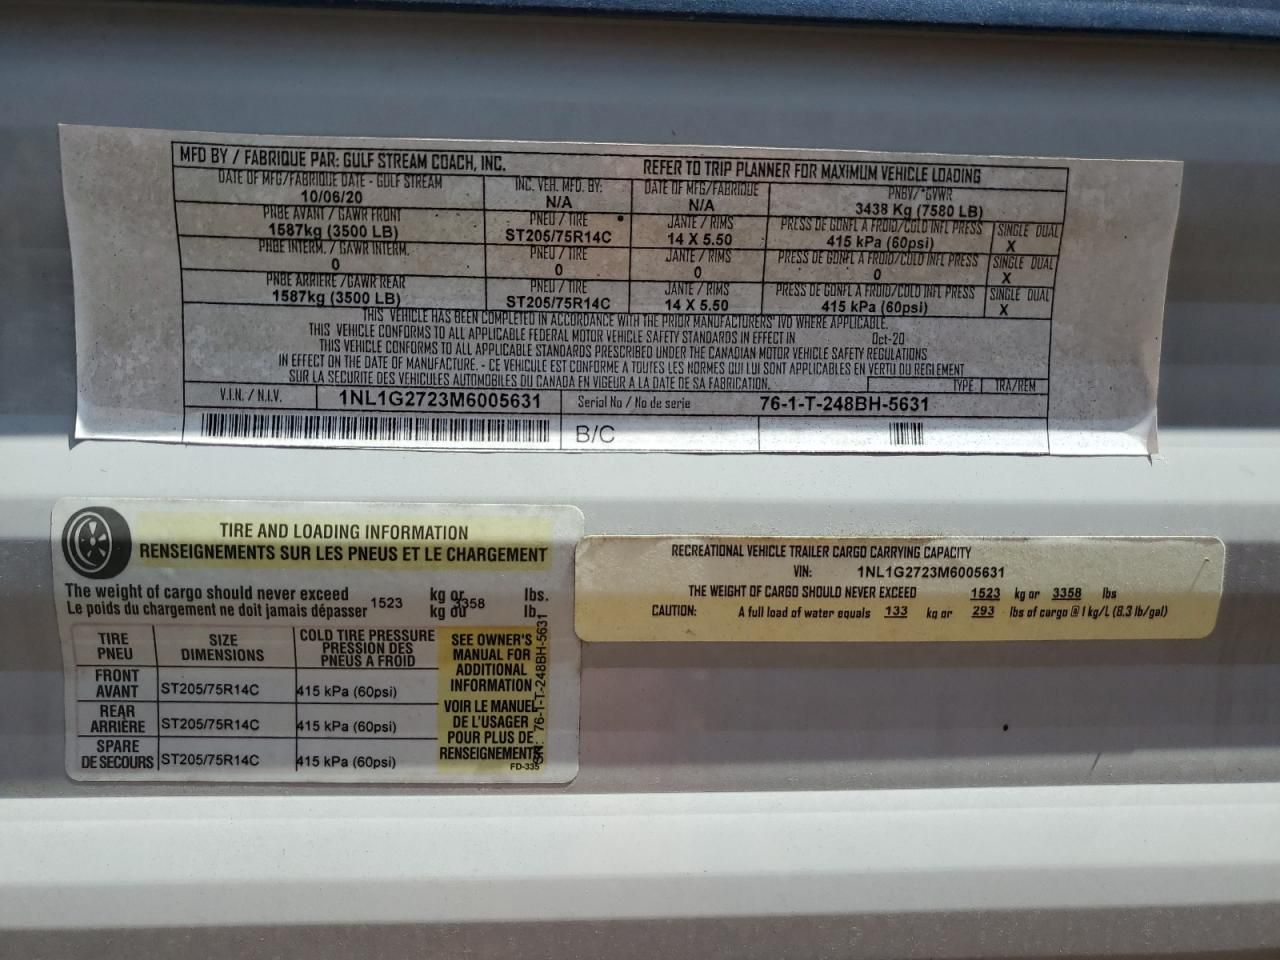 MFD BY / FABRIQUE PAR: GULF STREAM COACH, INC. REFER TO TRIP PLANNER FOR MAXIMUM VEHICLE LOADING
DATE OF MFG/FABRIQUE DATE - GULF STREAM INC. VEH. MFD. BY: DATE OF MFG/FABRIQUE PNBV/*GVWR
10/06/20 N/A N/A 3438 Kg (7580 LB)
PNBE AVANT / GAWR FRONT PNEU / TIRE JANTE / RIMS PRESS DE GONFL A FROID/COLD INFL PRESS SINGLE DUAL
1587kg (3500 LB) ST205/75R14C 14 X 5.50 415 kPa (60psi) X
PNBE INTERM. / GAWR INTERM. PNEU / TIRE JANTE / RIMS PRESS DE GONFL A FROID/COLD INFL PRESS SINGLE DUAL
0 0 0 0 X
PNBE ARRIERE / GAWR REAR PNEU / TIRE JANTE / RIMS PRESS DE GONFL A FROID/COLD INFL PRESS SINGLE DUAL
1587kg (3500 LB) ST205/75R14C 14 X 5.50 415 kPa (60psi) X
THIS VEHICLE HAS BEEN COMPLETED IN ACCORDANCE WITH THE PRIOR MANUFACTURERS' IVD WHERE APPLICABLE.
THIS VEHICLE CONFORMS TO ALL APPLICABLE FEDERAL MOTOR VEHICLE SAFETY STANDARDS IN EFFECT IN Oct-20
THIS VEHICLE CONFORMS TO ALL APPLICABLE STANDARDS PRESCRIBED UNDER THE CANADIAN MOTOR VEHICLE SAFETY REGULATIONS
IN EFFECT ON THE DATE OF MANUFACTURE. - CE VEHICULE EST CONFORME A TOUTES LES NORMES QUI LUI SONT APPLICABLES EN VERTU DU REGLEMENT
SUR LA SECURITE DES VEHICULES AUTOMOBILES DU CANADA EN VIGEUR A LA DATE DE SA FABRICATION. TYPE TRA/REM
V.I.N. / N.I.V. 1NL1G2723M6005631 Serial No / No de serie 76-1-T-248BH-5631
B/C
TIRE AND LOADING INFORMATION
RENSEIGNEMENTS SUR LES PNEUS ET LE CHARGEMENT
The weight of cargo should never exceed kg or lbs.
Le poids du chargement ne doit jamais dépasser 1523 kg ou 3358 lb.
TIRE SIZE COLD TIRE PRESSURE
PNEU DIMENSIONS PRESSION DES
PNEUS A FROID
FRONT
AVANT ST205/75R14C 415 kPa (60psi)
REAR
ARRIÈRE ST205/75R14C 415 kPa (60psi)
SPARE
DE SECOURS ST205/75R14C 415 kPa (60psi)
SEE OWNER'S
MANUAL FOR
ADDITIONAL
INFORMATION
VOIR LE MANUEL
DE L'USAGER
POUR PLUS DE
RENSEIGNEMENTS
FD-335
SN: 76-1-T-248BH-5631
RECREATIONAL VEHICLE TRAILER CARGO CARRYING CAPACITY
VIN: 1NL1G2723M6005631
THE WEIGHT OF CARGO SHOULD NEVER EXCEED 1523 kg or 3358 lbs
CAUTION: A full load of water equals 133 kg or 293 lbs of cargo @ 1 kg/L (8.3 lb/gal)